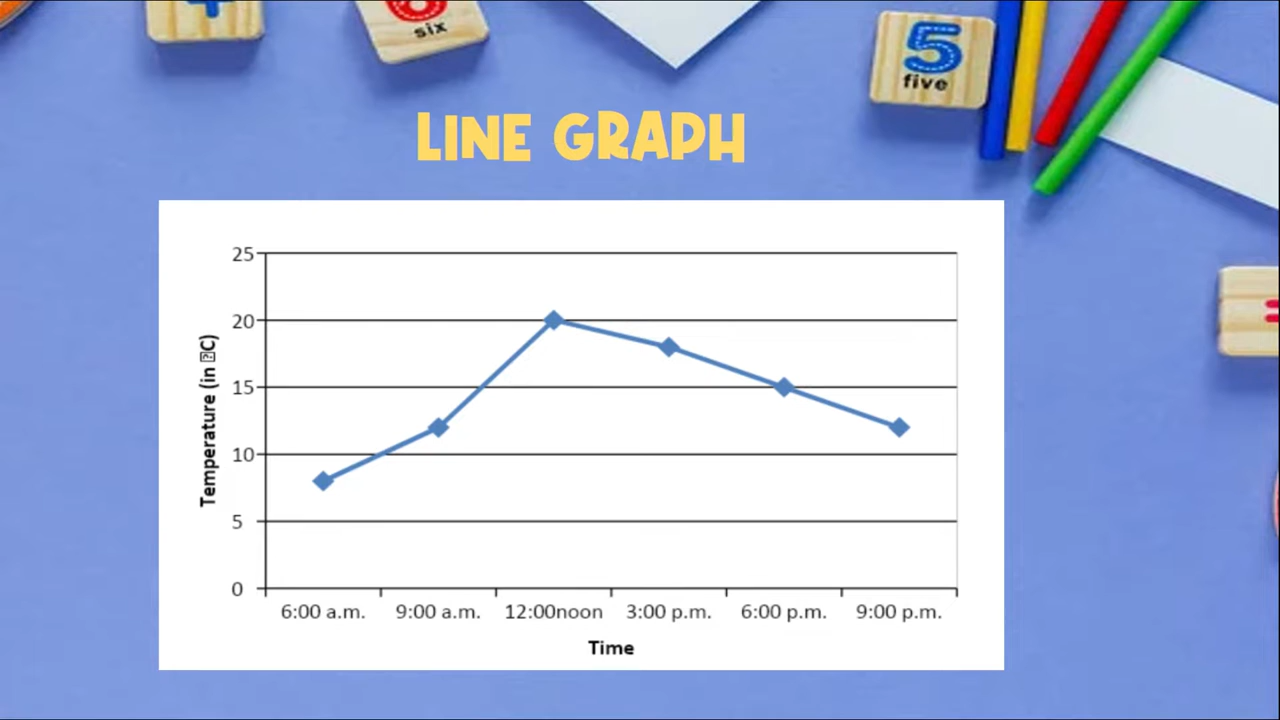 six
5
five
LINE GRAPH
25
20
15
10
5
0
Temperature (in �C)
6:00 a.m. 9:00 a.m. 12:00noon 3:00 p.m. 6:00 p.m. 9:00 p.m.
Time